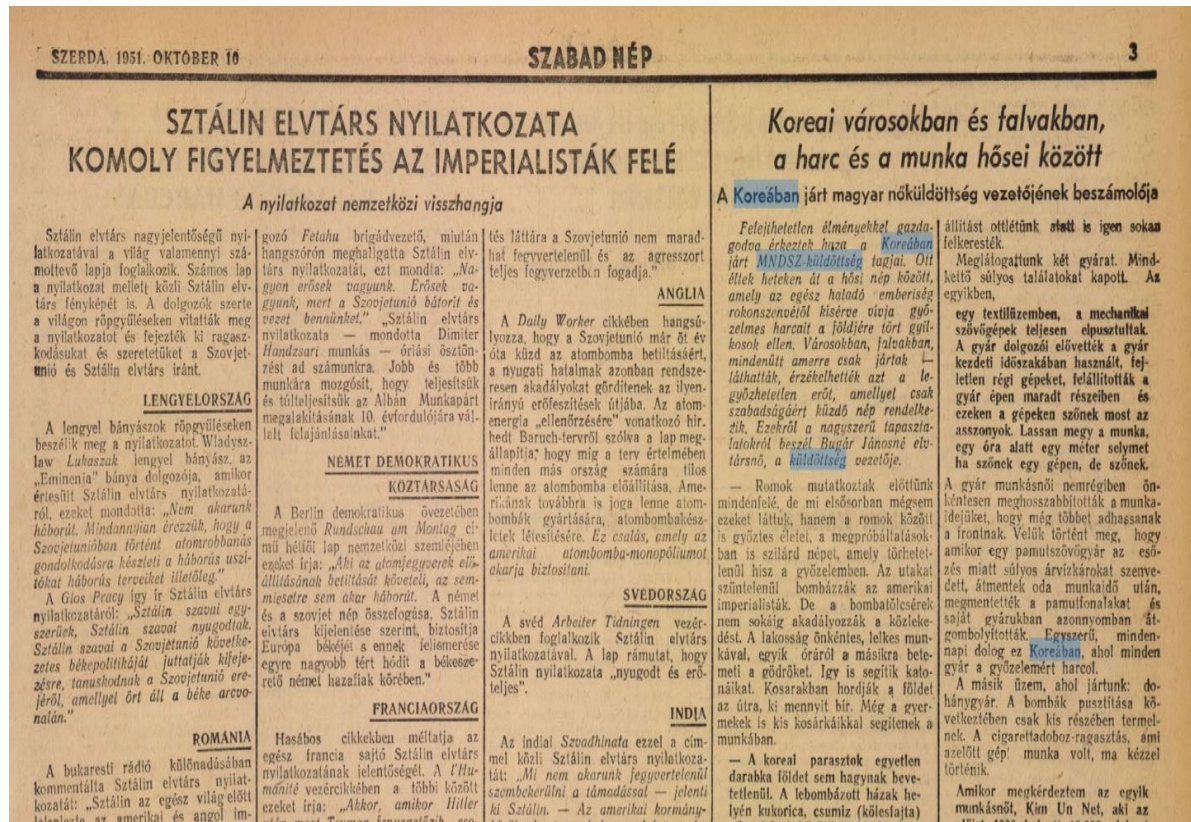 SZERDA, 1951. OKTÓBER 10
SZABAD NÉP
3
SZTÁLIN ELVTÁRS NYILATKOZATA
KOMOLY FIGYELMEZTETÉS AZ IMPERIALISTÁK FELÉ
A nyilatkozat nemzetközi visszhangja
Sztálin elvtárs nagyjelentőségű nyi-
latkozatával a világ valamennyi szá-
mottevő lapja foglalkozik. Számos lap
a nyilatkozat mellett közli Sztálin elv-
társ fényképét is. A dolgozók szerte
a világon röpgyűléseken vitatták meg
a nyilatkozatot és fejezték ki ragasz-
kodásukat és szeretetüket a Szovjet-
unió és Sztálin elvtárs iránt.
LENGYELORSZÁG
A lengyel bányászok röpgyűléseken
beszélik meg a nyilatkozatot. Wladysz-
law Lukaszak lengyel bányász, az
„Eminenja" bánya dolgozója, amikor
értesült Sztálin elvtárs nyilatkozatá-
ról, ezeket mondotta: „Nem akarunk
háborút. Mindannyian érezzük, hogy a
Szovjetunióban történt atomrobbanás
gondolkodásra készteti a háborús uszí-
tókat háborús terveiket illetőleg."
A Glos Pracy így ír Sztálin elvtárs
nyilatkozatáról: „Sztálin szavai egy-
szerűek, Sztálin szavai nyugodtak.
Sztálin szavai a Szovjetúnió követke-
zetes békepolitikáját juttatják kifeje-
zésre, tanuskodnak a Szovjetunió ere-
jéről, amellyel őrt áll a béke arcvo-
nalán."
ROMÁNIA
A bukaresti rádió különadásában
kommentálta Sztálin elvtárs nyilat-
kozatát: „Sztálin az egész világ előtt
leleplezte az amerikai és angol im-
gozó Fetahu brigádvezető, miután
hangszórón meghallgatta Sztálin elv-
társ nyilatkozatát, ezt mondta: „Na-
gyon erősek vagyunk. Erősek va-
gyunk, mert a Szovjetunió bátorít és
vezet bennünket." „Sztálin elvtárs
nyilatkozata — mondotta Dimiter
Handzsari munkás — óriási ösztön-
zést ad számunkra. Jobb és több
munkára mozgósít, hogy teljesítsük
és túlteljesítsük az Albán Munkapárt
megalakításának 10. évfordulójára vál-
lalt felajánlásainkat."
NÉMET DEMOKRATIKUS
KÖZTÁRSASÁG
A Berlin demokratikus övezetében
megjelenő Rundschau am Montag cí-
mű hétfői lap nemzetközi szemléjében
ezeket írja: „Aki az atomfegyverek elő-
állításának betiltását követeli, az sem-
miesetre sem akar háborút. A német
és a szovjet nép összefogása, Sztálin
elvtárs kijelentése szerint, biztosítja
Európa békéjét s ennek felismerése
egyre nagyobb tért hódít a békesze-
rető német hazafiak körében."
FRANCIAORSZÁG
Hasábos cikkekben méltatja az
egész francia sajtó Sztálin elvtárs
nyilatkozatának jelentőségét. A l'Hu-
manité vezércikkében a többi között
ezeket írja: „Akkor, amikor Hitler
tés láttára a Szovjetunió nem marad-
hat fegyvertelenül és az agresszort
teljes fegyverzetben fogadja."
ANGLIA
A Daily Worker cikkében hangsú-
lyozza, hogy a Szovjetunió már öt év
óta küzd az atombomba betiltásáért,
a nyugati hatalmak azonban rendsze-
resen akadályokat gördítenek az ilyen-
irányú erőfeszítések útjába. Az atom-
energia „ellenőrzésére" vonatkozó hír-
hedt Baruch-tervről szólva a lap meg-
állapítja, hogy míg a terv értelmében
minden más ország számára tilos
lenne az atombomba előállítása, Ame-
rikának továbbra is joga lenne atom-
bombák gyártására, atombombakész-
letek létesítésére. Ez csalás, amely az
amerikai atombomba-monopóliumot
akarja biztosítani.
SVÉDORSZÁG
A svéd Arbeiter Tidningen vezér-
cikkben foglalkozik Sztálin elvtárs
nyilatkozatával. A lap rámutat, hogy
Sztálin nyilatkozata „nyugodt és erő-
teljes".
INDIA
Az indiai Szvadhinata ezzel a cím-
mel közli Sztálin elvtárs nyilatkoza-
tát: „Mi nem akarunk fegyvertelenül
szembekerülni a támadással — jelenti
ki Sztálin. — Az amerikai kormány-
Koreai városokban és falvakban,
a harc és a munka hősei között
A Koreában járt magyar nőküldöttség vezetőjének beszámolója
Felejthetetlen élményekkel gazda-
godva érkeztek haza a Koreában
járt MNDSZ-küldöttség tagjai. Ott
éltek heteken át a hősi nép között,
amely az egész haladó emberiség
rokonszenvétől kísérve vívja győ-
zelmes harcait a földjére tört gyil-
kosok ellen. Városokban, falvakban,
mindenütt amerre csak jártak —
láthatták, érzékelhették azt a le-
győzhetetlen erőt, amellyel csak
szabadságáért küzdő nép rendelke-
zik. Ezekről a nagyszerű tapaszta-
latokról beszél Bugár Jánosné elv-
társnő, a küldöttség vezetője.
— Romok mutatkoztak előttünk
mindenfelé, de mi elsősorban mégsem
ezeket láttuk, hanem a romok között
is győztes életet, a megpróbáltatások-
ban is szilárd népet, amely törhetet-
lenül hisz a győzelemben. Az utakat
szüntelenül bombázzák az amerikai
imperialisták. De a bombatölcsérek
nem sokáig akadályozzák a közleke-
dést. A lakosság önkéntes, lelkes mun-
kával, egyik óráról a másikra bete-
meti a gödröket. Így is segítik kato-
náikat. Kosarakban hordják a földet
az útra, ki mennyit bír. Még a gyer-
mekek is kis kosárkáikkal segítenek a
munkában.
— A koreai parasztok egyetlen
darabka földet sem hagynak beve-
tetlenül. A lebombázott házak he-
lyén kukorica, csumiz (kölesfajta)
állítást ottlétünk alatt is igen sokan
felkeresték.
Meglátogattunk két gyárat. Mind-
kettő súlyos találatokat kapott. Az
egyikben,
egy textilüzemben, a mechanikai
szövőgépek teljesen elpusztultak.
A gyár dolgozói elővették a gyár
kezdeti időszakában használt, fej-
letlen régi gépeket, felállították a
gyár épen maradt részeiben és
ezeken a gépeken szőnek most az
asszonyok. Lassan megy a munka,
egy óra alatt egy méter selymet
ha szőnek egy gépen, de szőnek.
A gyár munkásnői nemrégiben ön-
kéntesen meghosszabbították a munka-
idejüket, hogy még többet adhassanak
a frontnak. Velük történt meg, hogy
amikor egy pamutszövőgyár az eső-
zés miatt súlyos árvízkárokat szenve-
dett, átmentek oda munkaidő után,
megmentették a pamutfonalakat és
saját gyárukban azonnyomban át-
gombolyították. Egyszerű, minden-
napi dolog ez Koreában, ahol minden
gyár a győzelemért harcol.
A másik üzem, ahol jártunk: do-
hánygyár. A bombák pusztítása kö-
vetkeztében csak kis részében termel-
nek. A cigarettadoboz-ragasztás, ami
azelőtt gépi munka volt, ma kézzel
történik.
Amikor megkérdeztem az egyik
munkásnőt, Kim Un Net, aki az